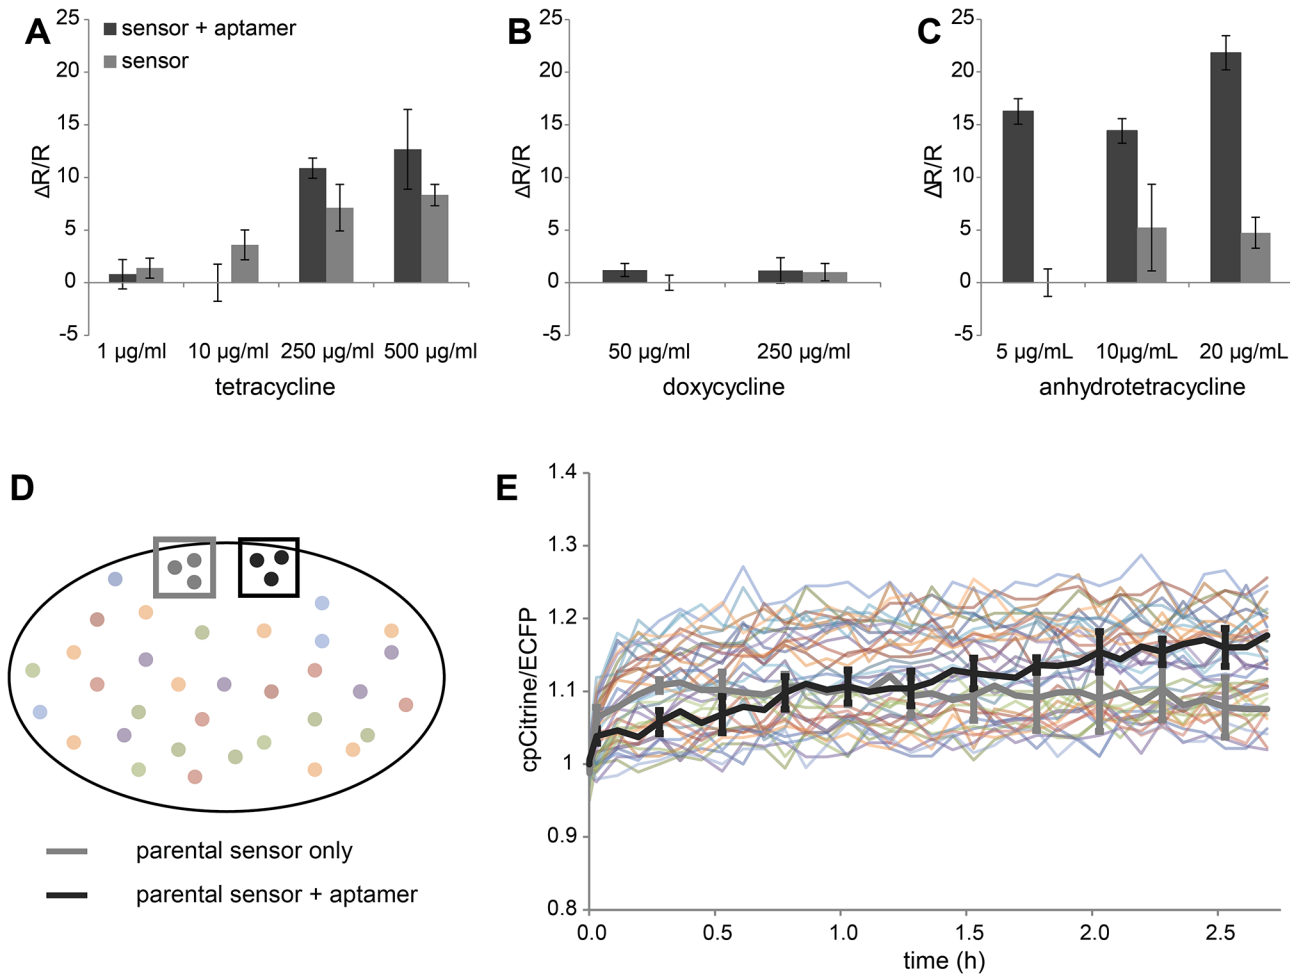 A
25
20
15
10
5
0
-5
ΔR/R
sensor + aptamer
sensor
1 µg/ml 10 µg/ml 250 µg/ml 500 µg/ml
tetracycline
B
25
20
15
10
5
0
-5
ΔR/R
50 µg/ml 250 µg/ml
doxycycline
C
25
20
15
10
5
0
-5
ΔR/R
5 µg/mL 10µg/mL 20 µg/mL
anhydrotetracycline
D
parental sensor only
parental sensor + aptamer
E
1.4
1.3
1.2
1.1
1
0.9
0.8
cpCitrine/ECFP
0.0 0.5 1.0 1.5 2.0 2.5
time (h)